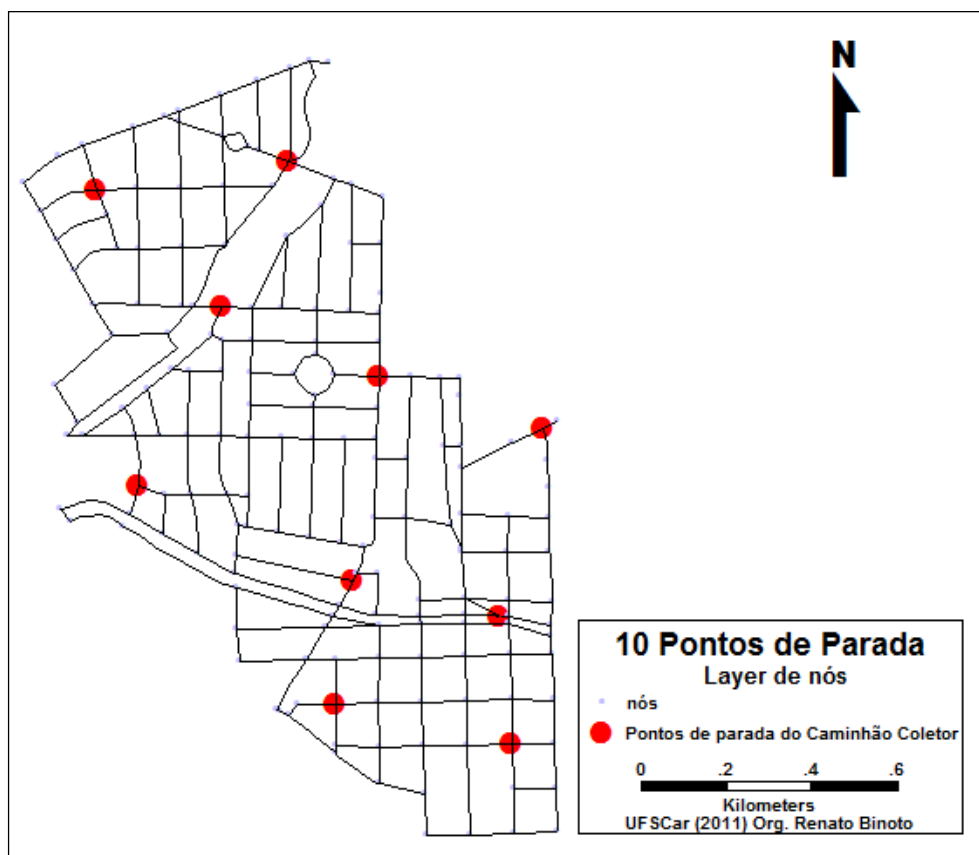 N
10 Pontos de Parada
Layer de nós
nós
Pontos de parada do Caminhão Coletor
0 .2 .4 .6
Kilometers
UFSCar (2011) Org. Renato Binoto